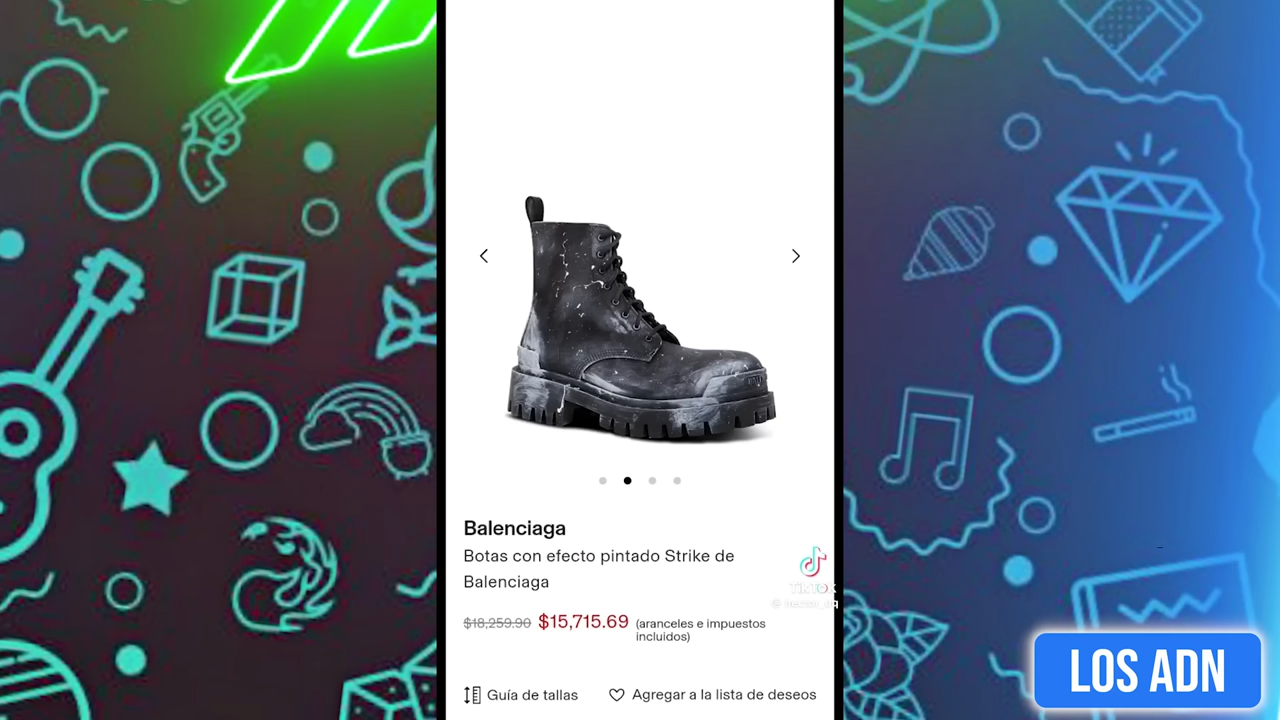 Balenciaga
Botas con efecto pintado Strike de
Balenciaga
TikTok
$18,259.90 $15,715.69 (aranceles e impuestos
incluidos)
Guía de tallas Agregar a la lista de deseos
LOS ADN